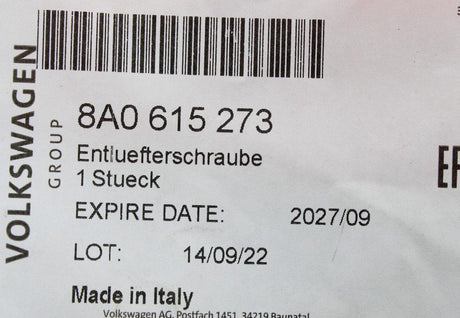 VOLKSWAGEN
GROUP
8A0 615 273
Entluefterschraube
1 Stueck
EXPIRE DATE: 2027/09
LOT: 14/09/22
Made in Italy
Volkswagen AG, Postfach 1451, 34219 Baunatal